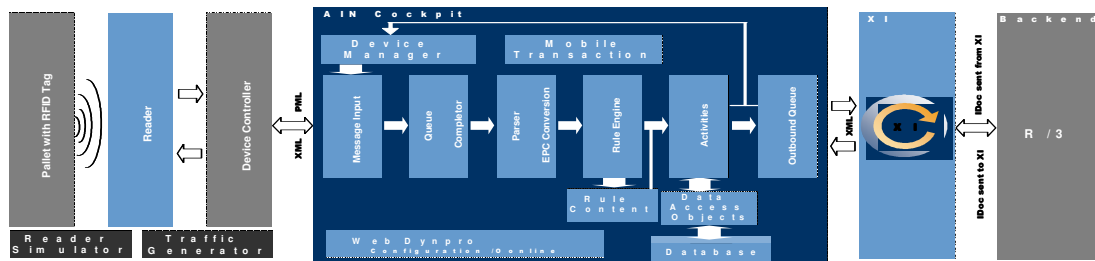 Pallet with RFID Tag
Reader
Device Controller
Reader
Simulator
Traffic
Generator
PML
XML
AIN Cockpit
Device
Manager
Mobile
Transaction
Message Input
Queue
Completor
Parser
EPC Conversion
Rule Engine
Activities
Outbound Queue
Rule
Content
Data
Access
Objects
Web Dynpro
Configuration /Oonline
Database
XML
XI
XI
IDoc sent from XI
IDoc sent to XI
Backend
R /3